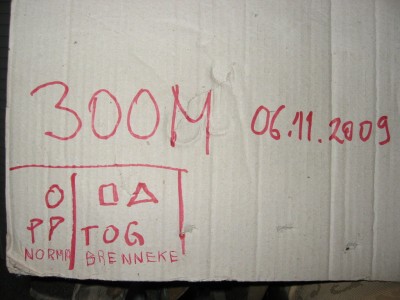 300M 06.11.2009
O □ △
PP TOG
NORMA BRENNEKE